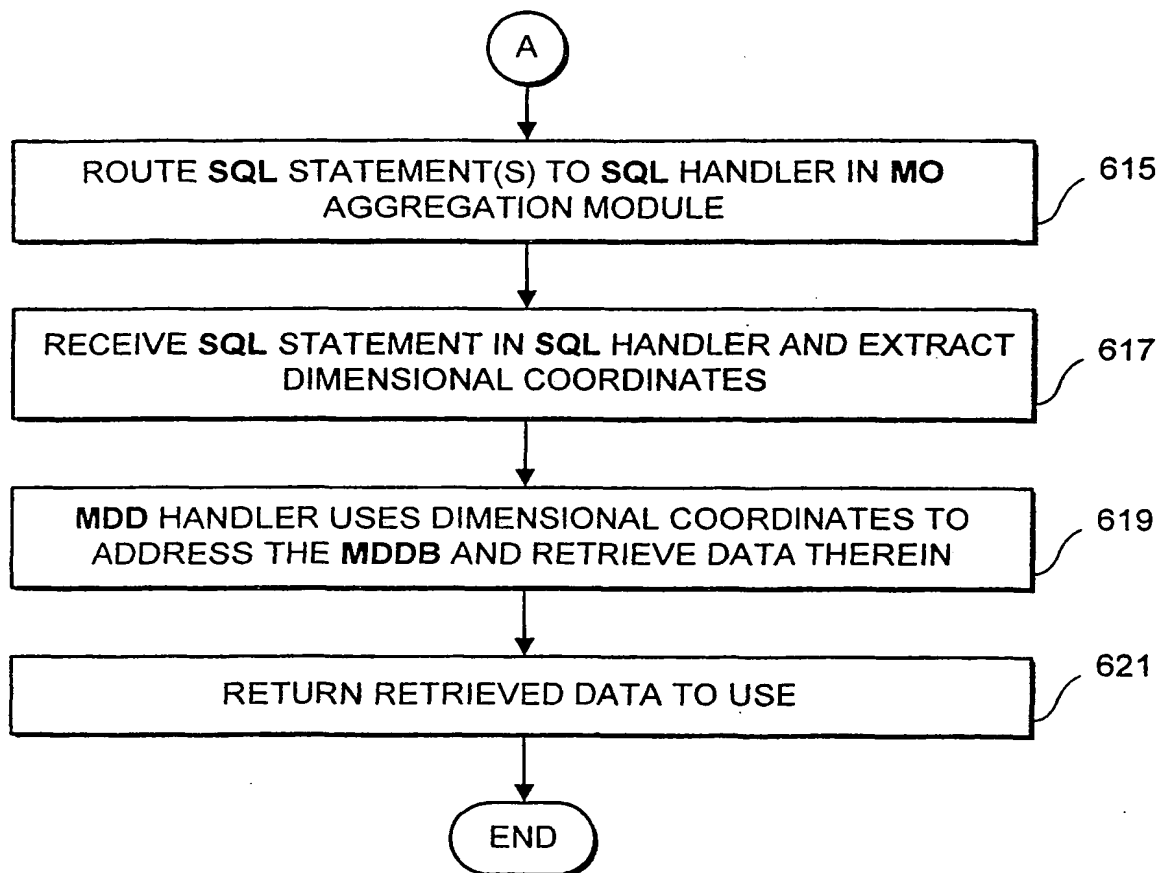 A
ROUTE SQL STATEMENT(S) TO SQL HANDLER IN MO
AGGREGATION MODULE
615
RECEIVE SQL STATEMENT IN SQL HANDLER AND EXTRACT
DIMENSIONAL COORDINATES
617
MDD HANDLER USES DIMENSIONAL COORDINATES TO
ADDRESS THE MDDB AND RETRIEVE DATA THEREIN
619
RETURN RETRIEVED DATA TO USE
621
END